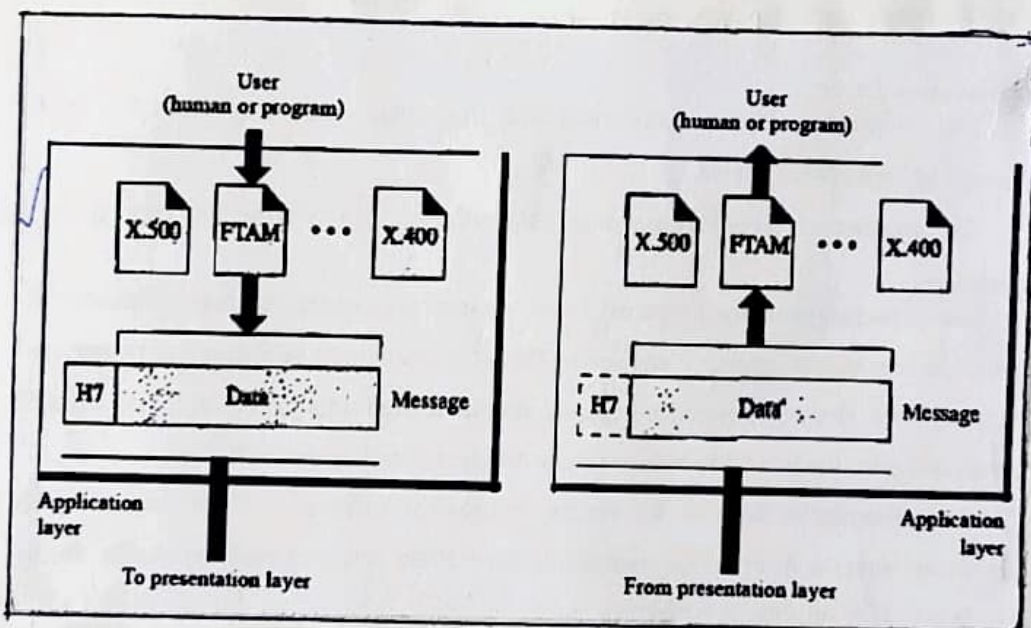 User
(human or program)
X.500 FTAM ••• X.400
H7 Data Message
Application
layer
To presentation layer
User
(human or program)
X.500 FTAM ••• X.400
H7 Data Message
Application
layer
From presentation layer